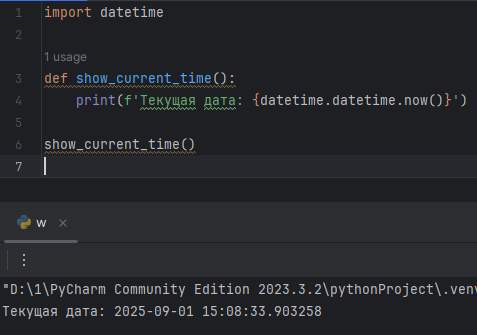 1 import datetime
2
1 usage
3 def show_current_time():
4 print(f'Текущая дата: {datetime.datetime.now()}')
5
6 show_current_time()
7
w ×
"D:\1\PyCharm Community Edition 2023.3.2\pythonProject\.venv
Текущая дата: 2025-09-01 15:08:33.903258